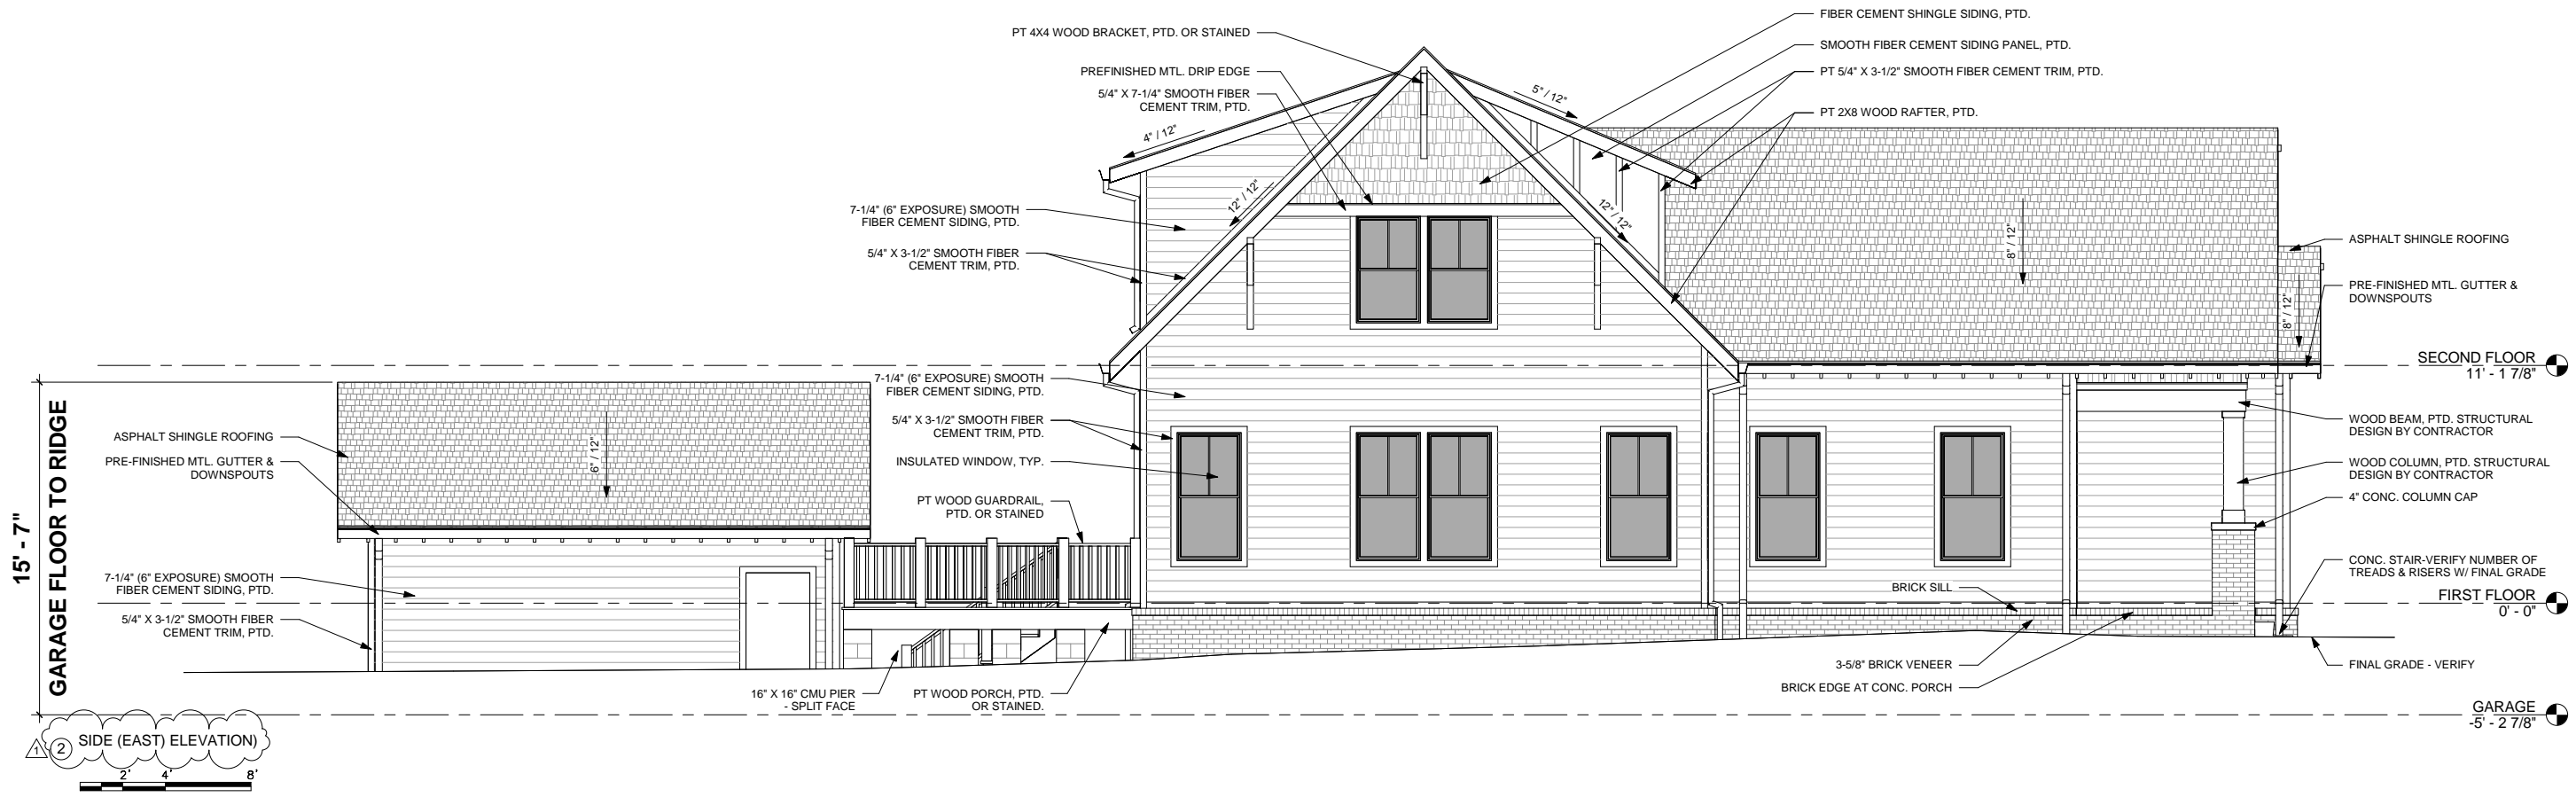 PT 4X4 WOOD BRACKET, PTD. OR STAINED
PREFINISHED MTL. DRIP EDGE
5/4" X 7-1/4" SMOOTH FIBER
CEMENT TRIM, PTD.
4" / 12"
12" / 12"
7-1/4" (6" EXPOSURE) SMOOTH
FIBER CEMENT SIDING, PTD.
5/4" X 3-1/2" SMOOTH FIBER
CEMENT TRIM, PTD.
7-1/4" (6" EXPOSURE) SMOOTH
FIBER CEMENT SIDING, PTD.
5/4" X 3-1/2" SMOOTH FIBER
CEMENT TRIM, PTD.
INSULATED WINDOW, TYP.
PT WOOD GUARDRAIL,
PTD. OR STAINED
FIBER CEMENT SHINGLE SIDING, PTD.
SMOOTH FIBER CEMENT SIDING PANEL, PTD.
PT 5/4" X 3-1/2" SMOOTH FIBER CEMENT TRIM, PTD.
PT 2X8 WOOD RAFTER, PTD.
5" / 12"
12" / 12"
8" / 12"
8" / 12"
ASPHALT SHINGLE ROOFING
PRE-FINISHED MTL. GUTTER &
DOWNSPOUTS
SECOND FLOOR
11' - 1 7/8"
WOOD BEAM, PTD. STRUCTURAL
DESIGN BY CONTRACTOR
WOOD COLUMN, PTD. STRUCTURAL
DESIGN BY CONTRACTOR
4" CONC. COLUMN CAP
CONC. STAIR-VERIFY NUMBER OF
TREADS & RISERS W/ FINAL GRADE
FIRST FLOOR
0' - 0"
BRICK SILL
3-5/8" BRICK VENEER
BRICK EDGE AT CONC. PORCH
FINAL GRADE - VERIFY
GARAGE
-5' - 2 7/8"
15' - 7"
GARAGE FLOOR TO RIDGE
ASPHALT SHINGLE ROOFING
PRE-FINISHED MTL. GUTTER &
DOWNSPOUTS
6" / 12"
7-1/4" (6" EXPOSURE) SMOOTH
FIBER CEMENT SIDING, PTD.
5/4" X 3-1/2" SMOOTH FIBER
CEMENT TRIM, PTD.
16" X 16" CMU PIER
- SPLIT FACE
PT WOOD PORCH, PTD.
OR STAINED.
1 2 SIDE (EAST) ELEVATION)
2' 4' 8'